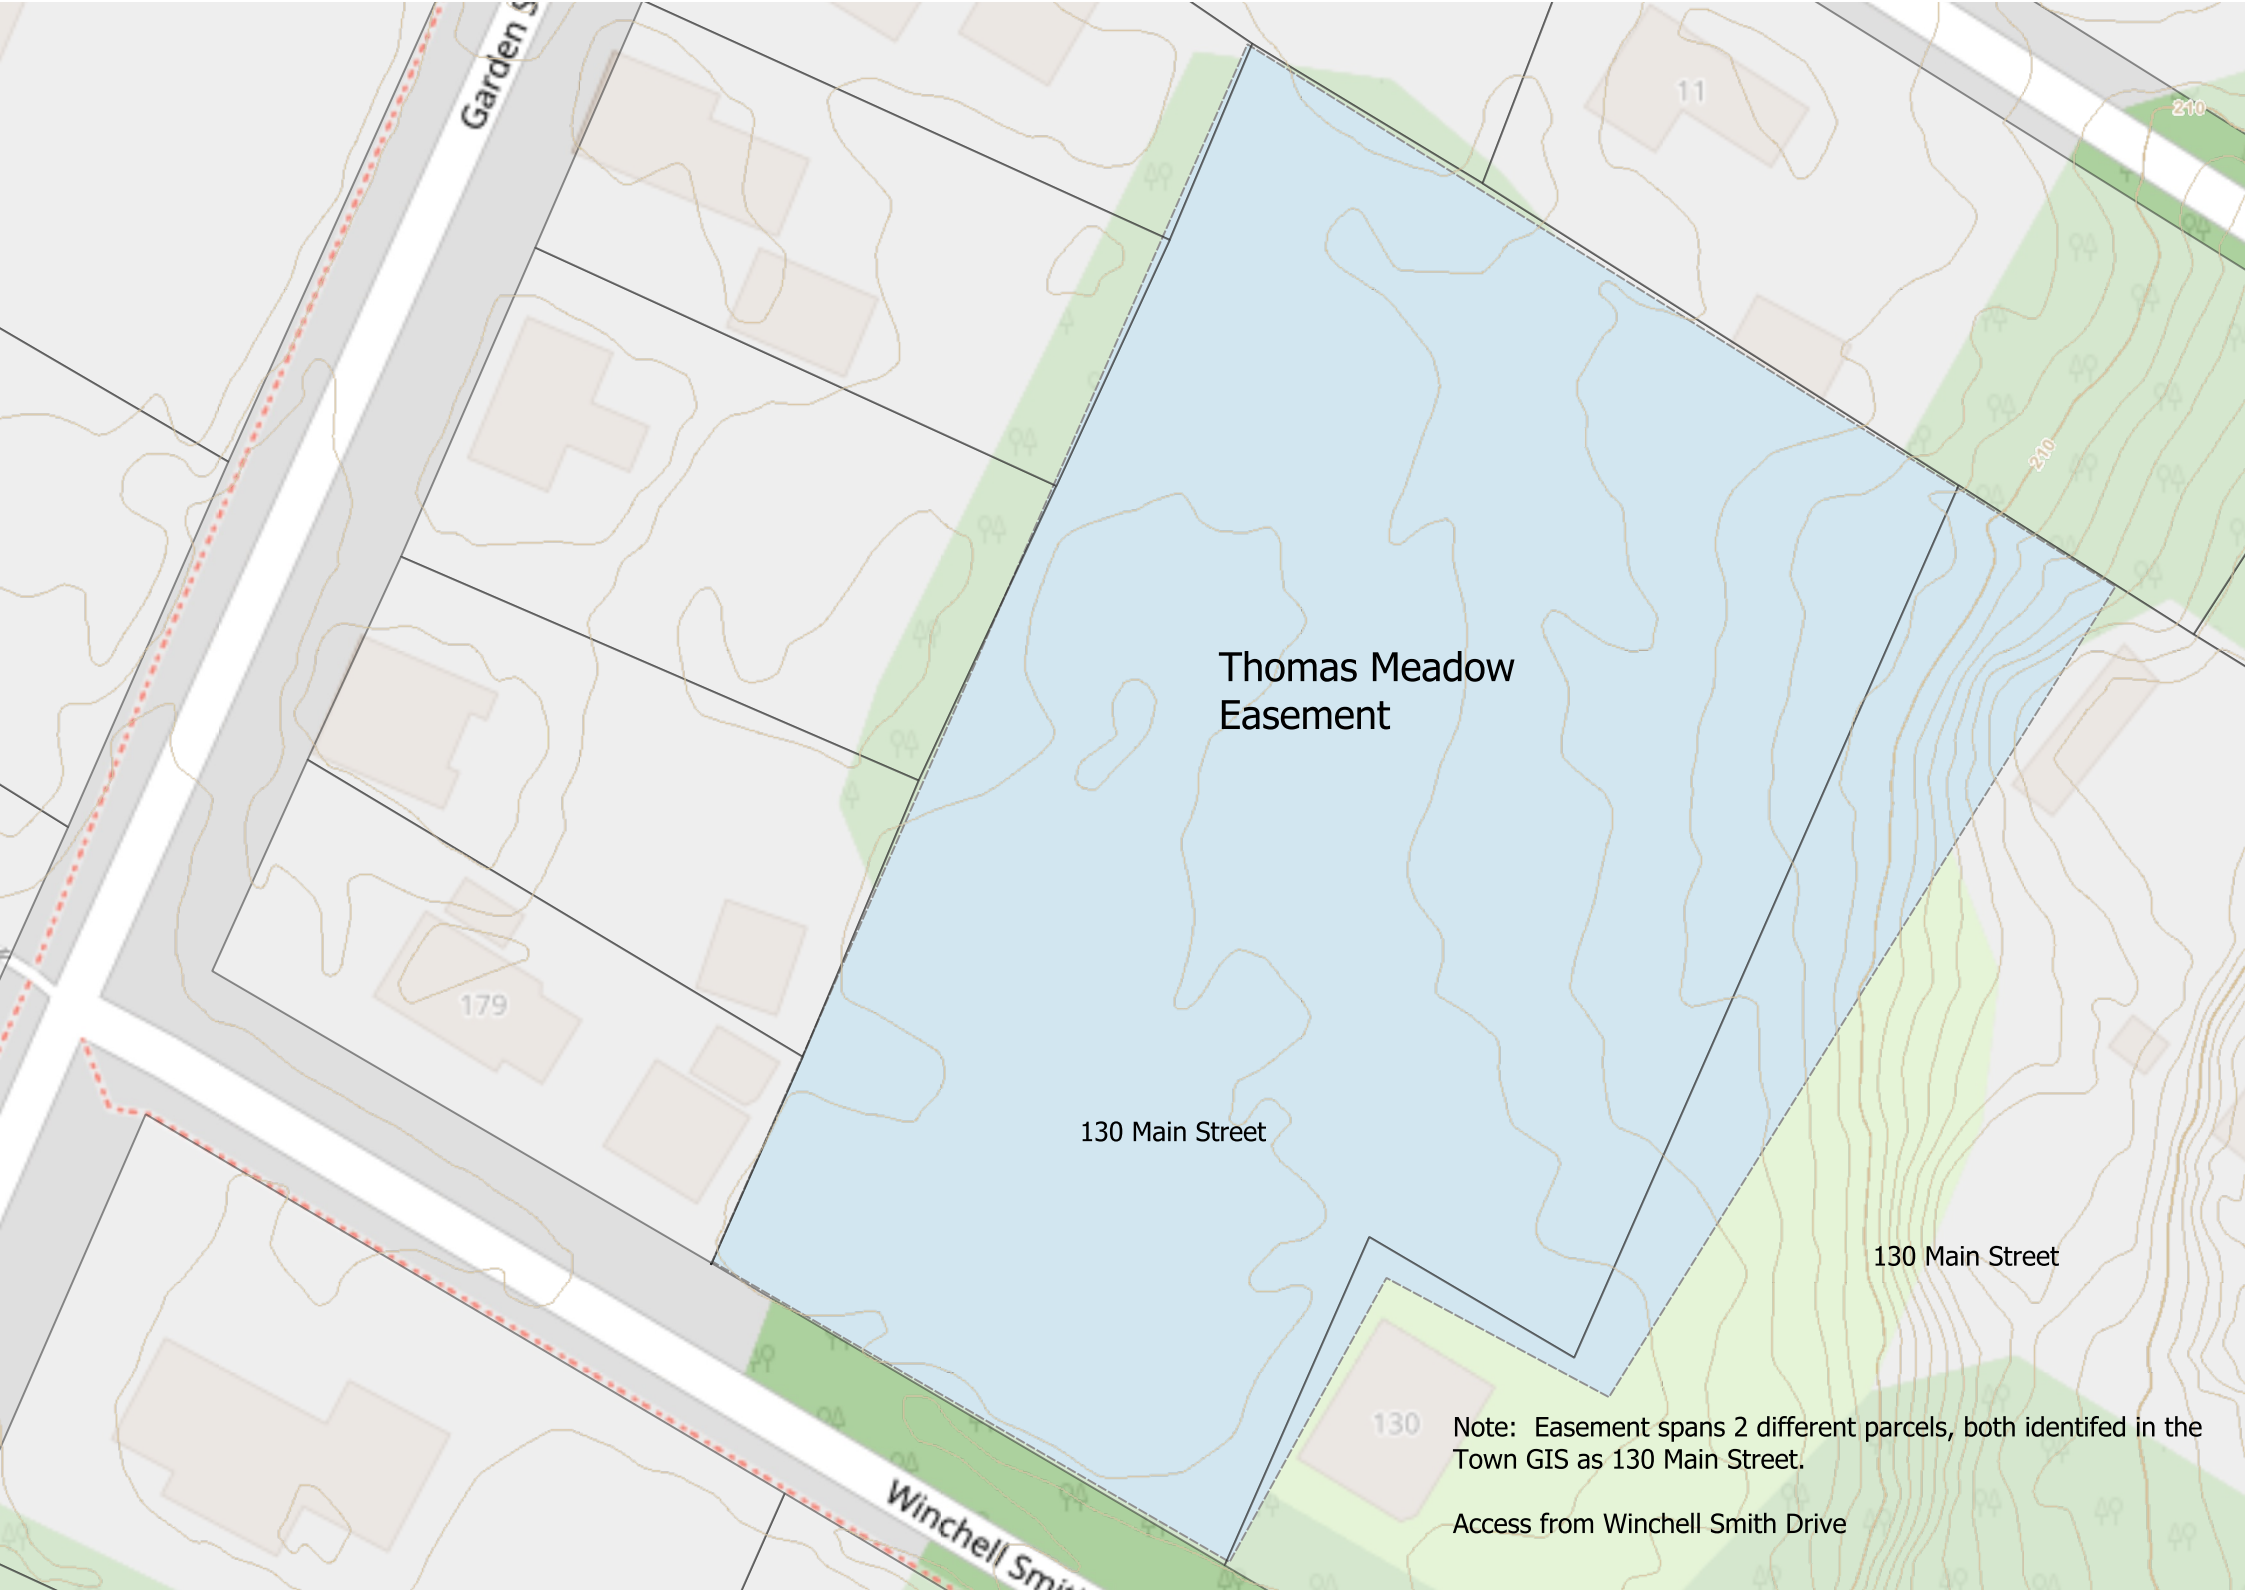 Garden
11
210
210
Thomas Meadow
Easement
179
130 Main Street
130 Main Street
130
Note:  Easement spans 2 different parcels, both identifed in the
Town GIS as 130 Main Street.
Access from Winchell Smith Drive
Winchell Smith